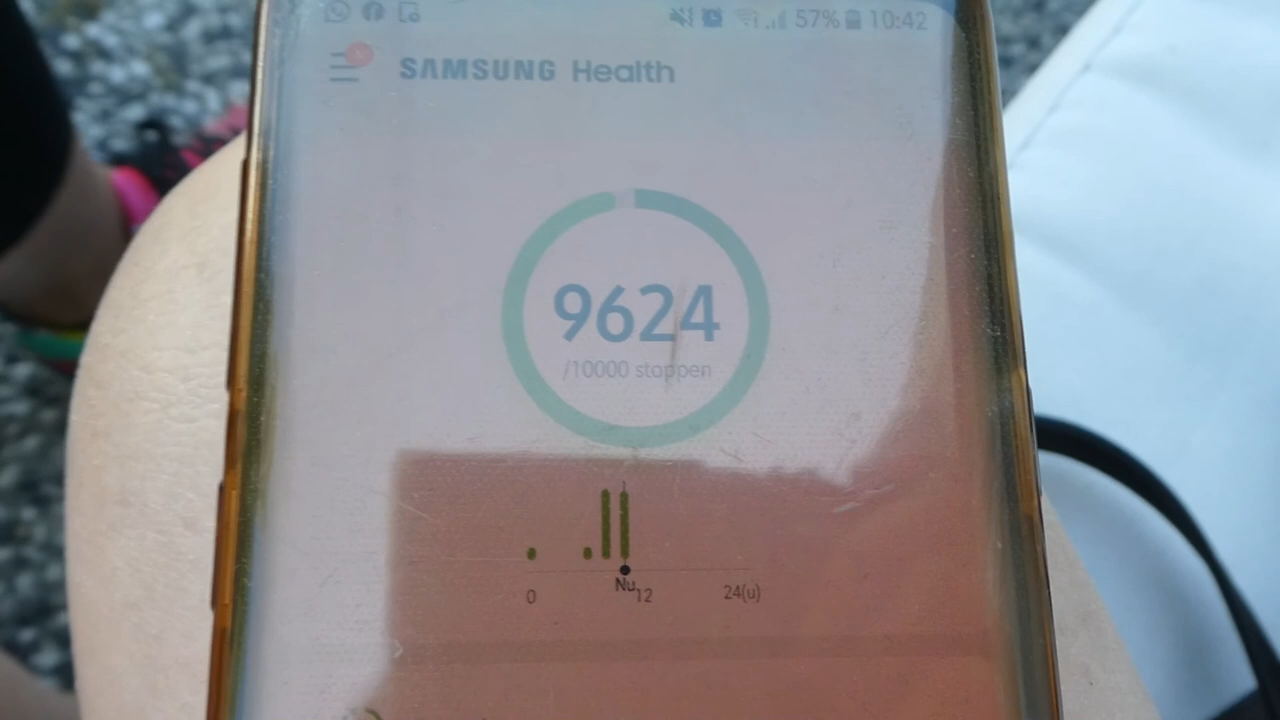 57% 10:42
SAMSUNG Health
9624
/10000 stappen
Nu
0 12 24(u)